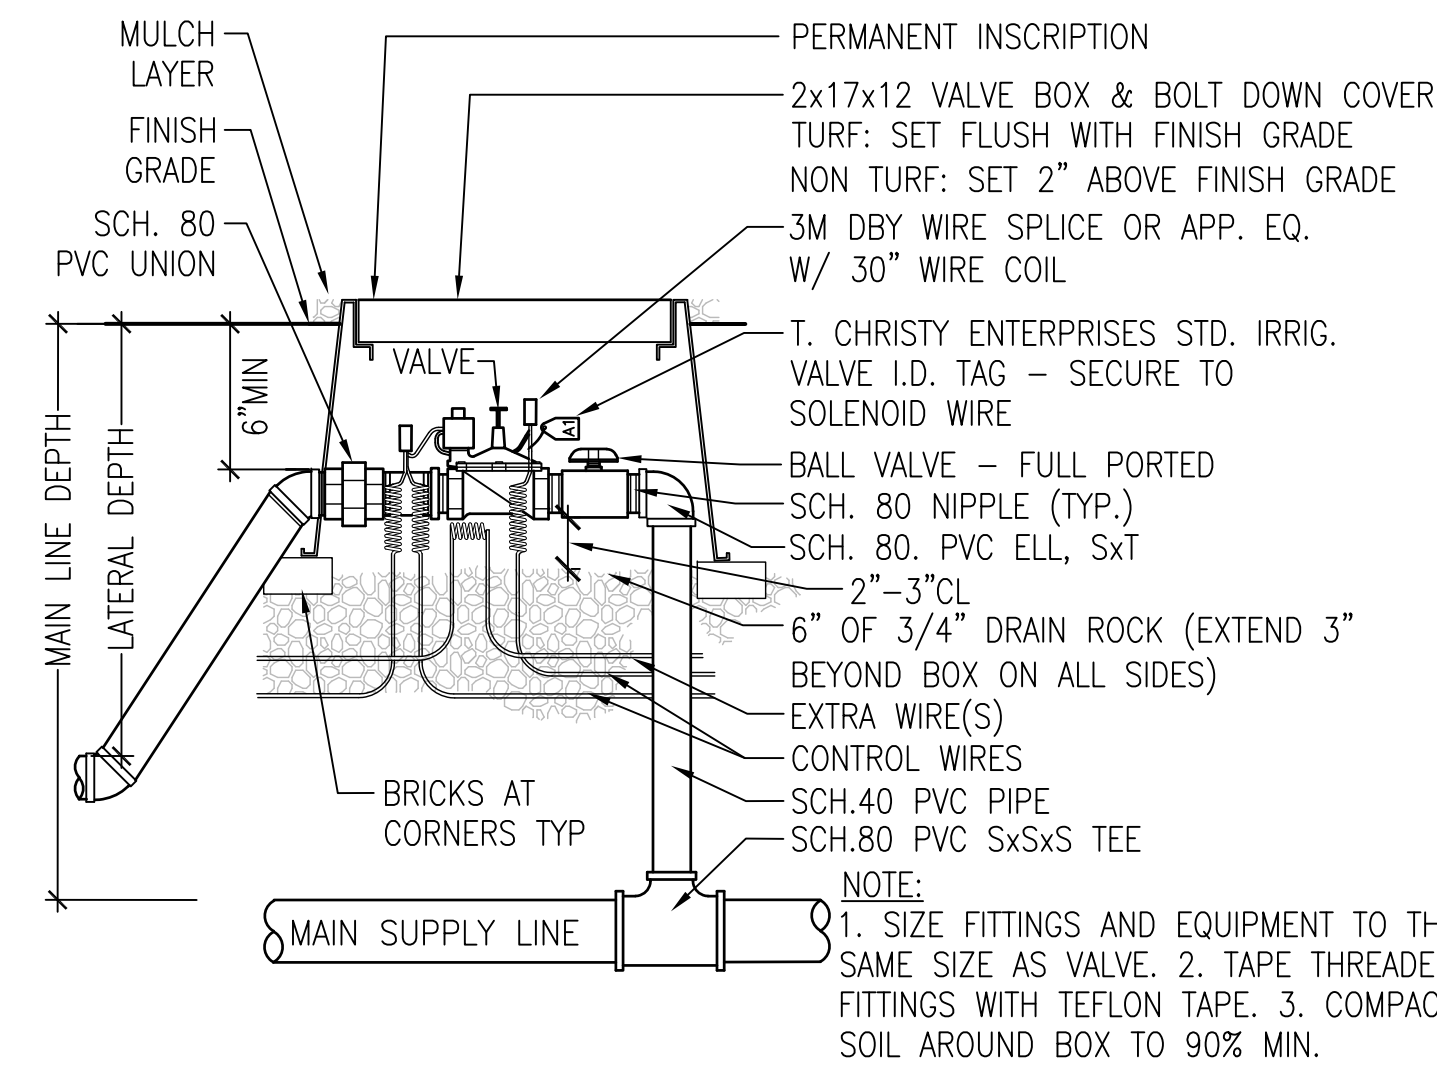 MULCH
LAYER
FINISH
GRADE
SCH. 80
PVC UNION
PERMANENT INSCRIPTION
2x17x12 VALVE BOX & BOLT DOWN COVER
TURF: SET FLUSH WITH FINISH GRADE
NON TURF: SET 2" ABOVE FINISH GRADE
3M DBY WIRE SPLICE OR APP. EQ.
W/ 30" WIRE COIL
T. CHRISTY ENTERPRISES STD. IRRIG.
VALVE I.D. TAG – SECURE TO
SOLENOID WIRE
BALL VALVE – FULL PORTED
SCH. 80 NIPPLE (TYP.)
SCH. 80. PVC ELL, SxT
2"–3"CL
6" OF 3/4" DRAIN ROCK (EXTEND 3"
BEYOND BOX ON ALL SIDES)
EXTRA WIRE(S)
CONTROL WIRES
SCH.40 PVC PIPE
SCH.80 PVC SxSxS TEE
VALVE
A1
6"MIN
MAIN LINE DEPTH
LATERAL DEPTH
BRICKS AT
CORNERS TYP
MAIN SUPPLY LINE
NOTE:
1. SIZE FITTINGS AND EQUIPMENT TO
SAME SIZE AS VALVE. 2. TAPE
FITTINGS WITH TEFLON TAPE. 3.
SOIL AROUND BOX TO 90% MIN.